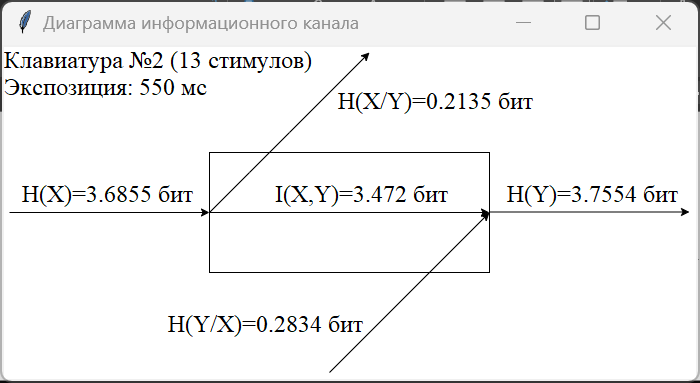 Диаграмма информационного канала
Клавиатура №2 (13 стимулов)
Экспозиция: 550 мс
H(X/Y)=0.2135 бит
H(X)=3.6855 бит
I(X,Y)=3.472 бит
H(Y)=3.7554 бит
H(Y/X)=0.2834 бит